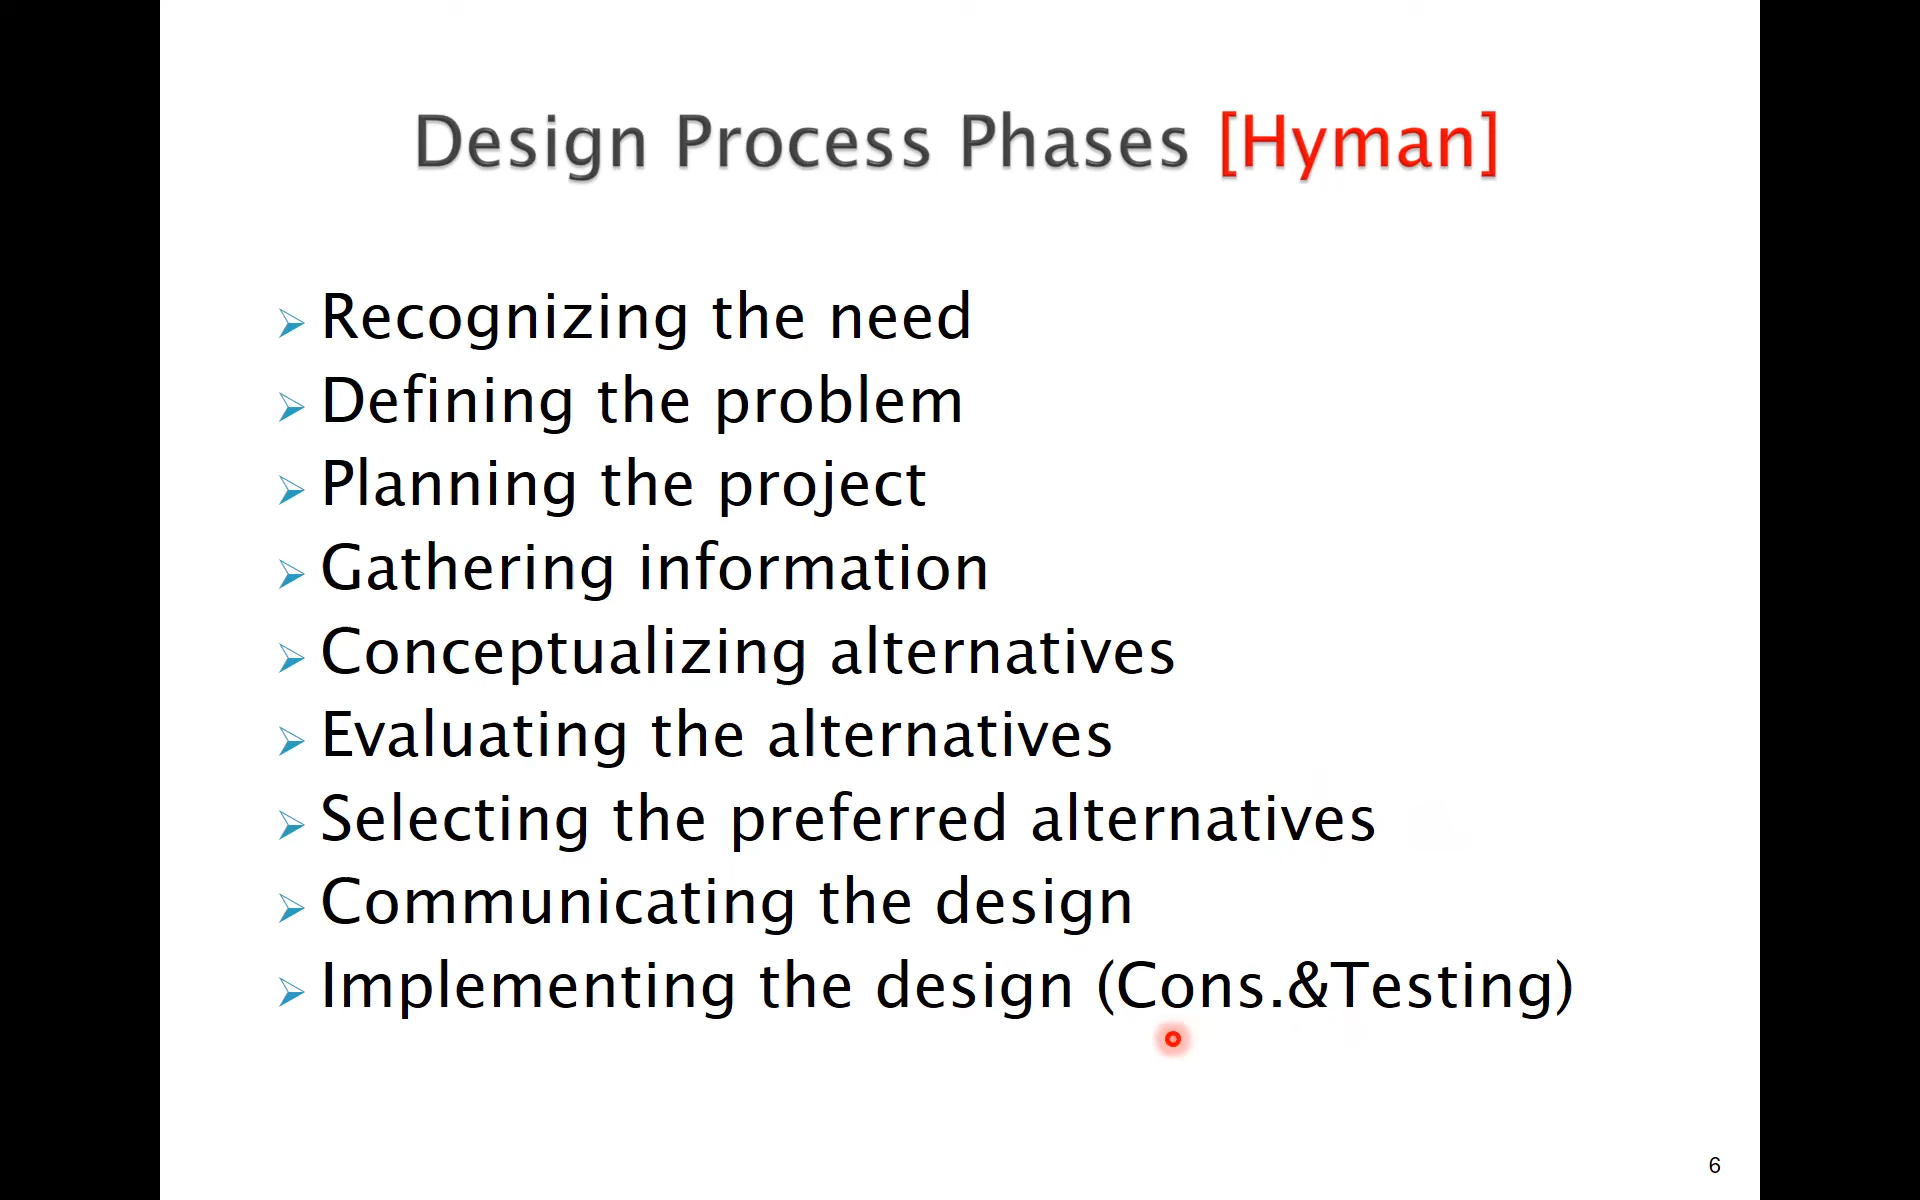 Design Process Phases [Hyman]
Recognizing the need
Defining the problem
Planning the project
Gathering information
Conceptualizing alternatives
Evaluating the alternatives
Selecting the preferred alternatives
Communicating the design
Implementing the design (Cons.&Testing)
6